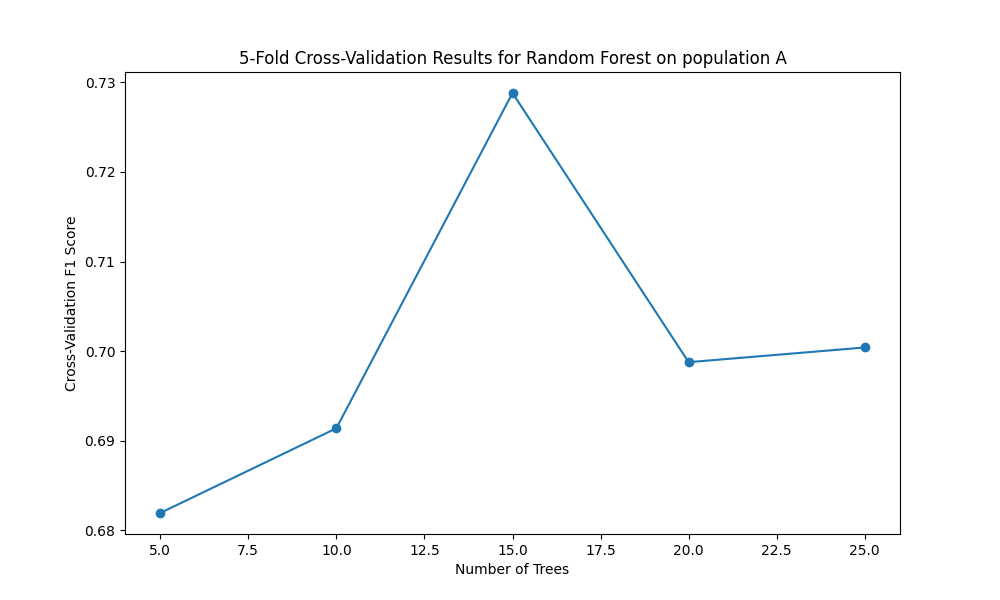 5-Fold Cross-Validation Results for Random Forest on population A
Cross-Validation F1 Score
0.73
0.72
0.71
0.70
0.69
0.68
5.0 7.5 10.0 12.5 15.0 17.5 20.0 22.5 25.0
Number of Trees